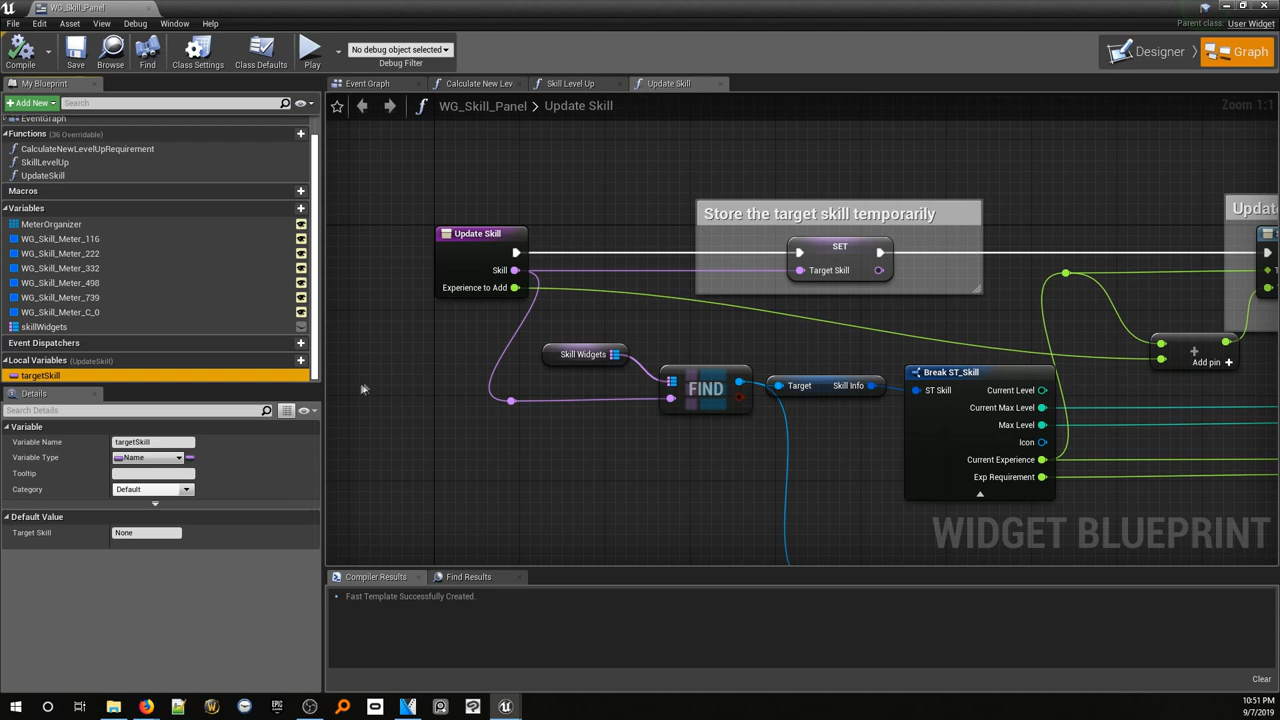 WG_Skill_Panel
File Edit Asset View Debug Window Help
Parent class: User Widget
Compile Save Browse Find Class Settings Class Defaults Play
No debug object selected
Debug Filter
Designer Graph
My Blueprint
Event Graph Calculate New Lev Skill Level Up Update Skill
Add New Search
WG_Skill_Panel > Update Skill
Zoom 1:1
EventGraph
Functions (36 Overridable)
CalculateNewLevelUpRequirement
SkillLevelUp
UpdateSkill
Macros
Variables
MeterOrganizer
WG_Skill_Meter_116
WG_Skill_Meter_222
WG_Skill_Meter_332
WG_Skill_Meter_498
WG_Skill_Meter_739
WG_Skill_Meter_C_0
skillWidgets
Event Dispatchers
Local Variables (UpdateSkill)
targetSkill
Details
Search Details
Variable
Variable Name targetSkill
Variable Type Name
Tooltip
Category Default
Default Value
Target Skill None
Update Skill
Skill
Experience to Add
Store the target skill temporarily
SET
Target Skill
Skill Widgets
FIND
Target Skill Info
Break ST_Skill
ST Skill Current Level
Current Max Level
Max Level
Icon
Current Experience
Exp Requirement
Updat
Add pin +
WIDGET BLUEPRINT
Compiler Results Find Results
• Fast Template Successfully Created.
Clear
EPIC
10:51 PM
9/7/2019